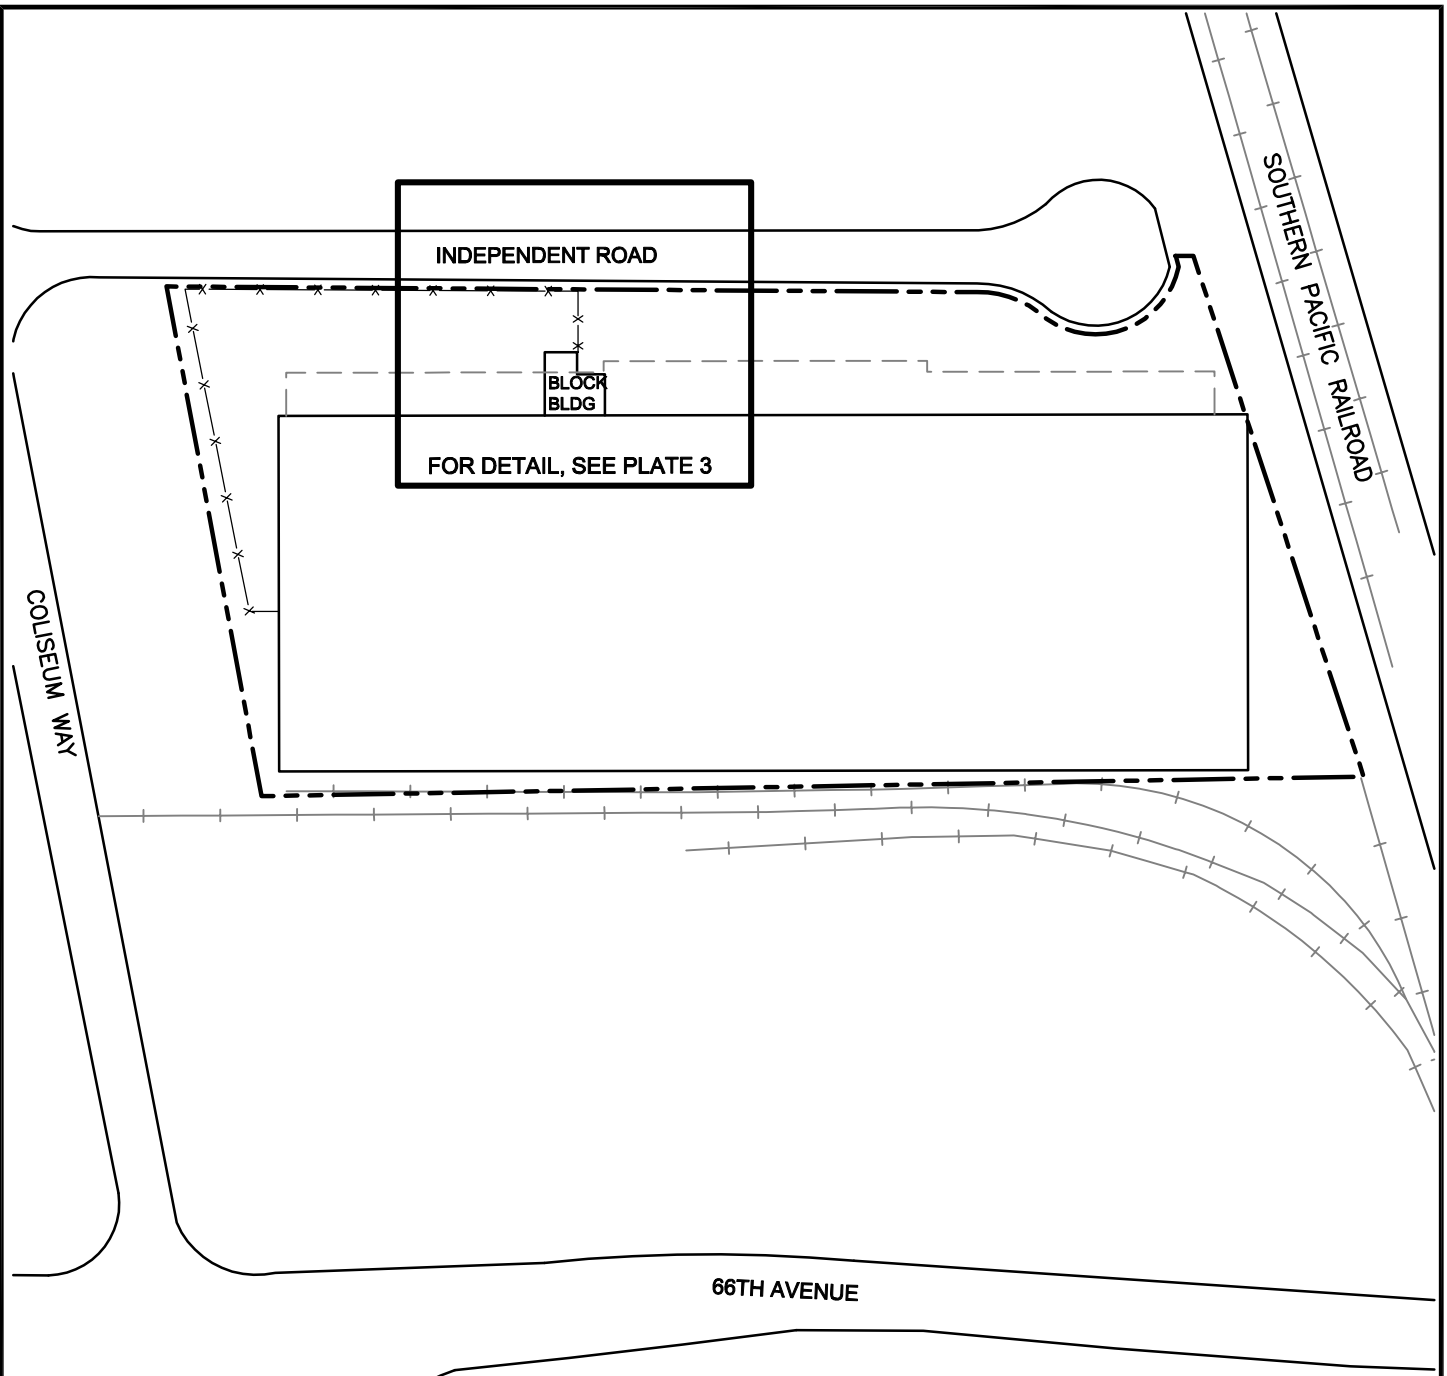 SOUTHERN PACIFIC RAILROAD
INDEPENDENT ROAD
BLOCK
BLDG
FOR DETAIL, SEE PLATE 3
COLISEUM WAY
66TH AVENUE